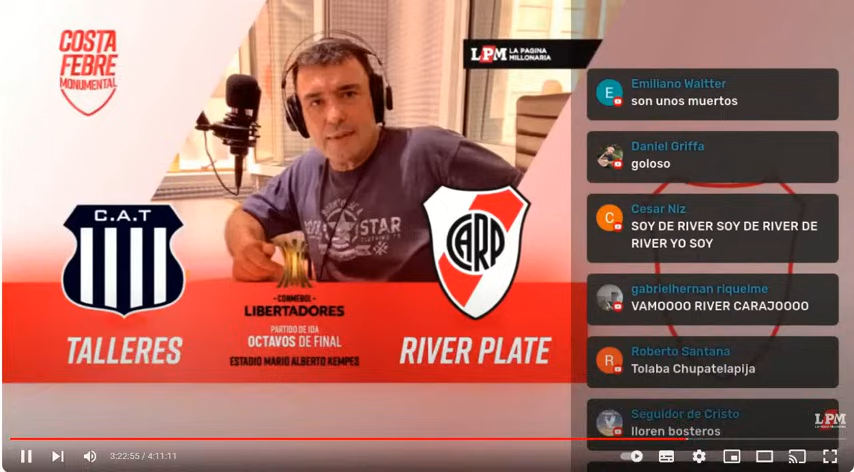 COSTA
FEBRE
MONUMENTAL
LPM LA PAGINA
MILLONARIA
STAR
C.A.T
CARP
TALLERES
-CONMEBOL-
LIBERTADORES
PARTIDO DE IDA
OCTAVOS DE FINAL
ESTADIO MARIO ALBERTO KEMPES
RIVER PLATE
E
Emiliano Waitter
son unos muertos
Daniel Griffa
goloso
C
Cesar Niz
SOY DE RIVER SOY DE RIVER DE
RIVER YO SOY
gabrielhernan riquelme
VAMOOOO RIVER CARAJOOOO
R
Roberto Santana
Tolaba Chupatelapija
Seguidor de Cristo
lloren bosteros
LPM
3:22:55 / 4:11:11